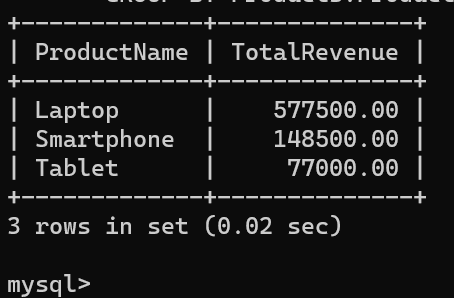 +-------------+--------------+
| ProductName | TotalRevenue |
+-------------+--------------+
| Laptop      |    577500.00 |
| Smartphone  |    148500.00 |
| Tablet      |     77000.00 |
+-------------+--------------+
3 rows in set (0.02 sec)
mysql>